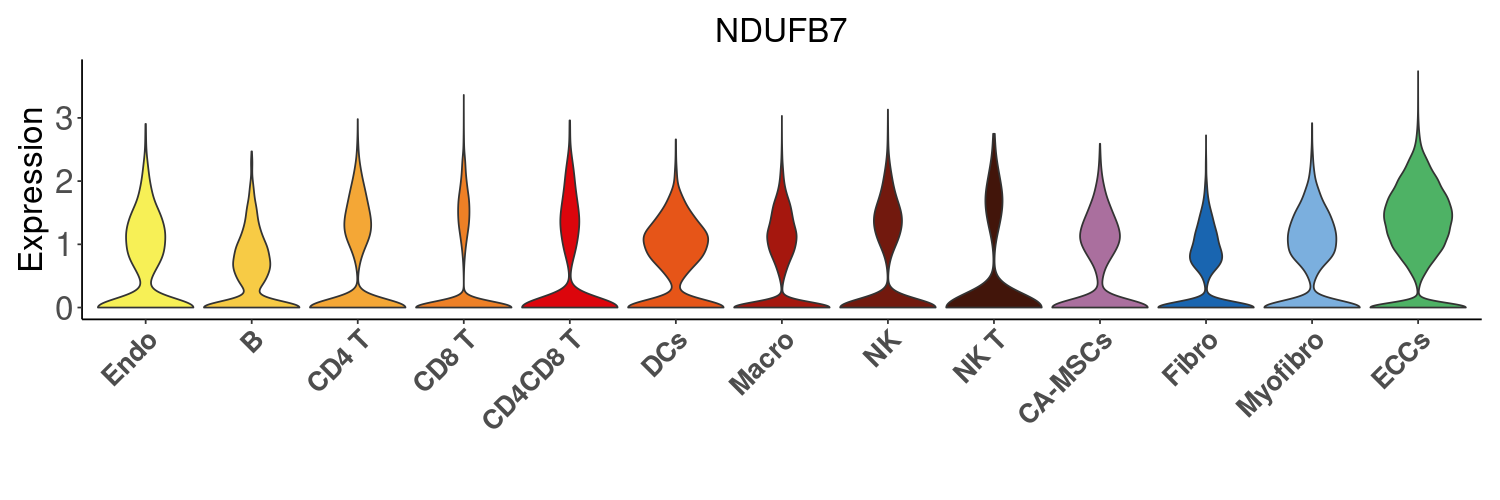 NDUFB7
Expression
3
2
1
0
Endo
B
CD4 T
CD8 T
CD4CD8 T
DCs
Macro
NK
NK T
CA-MSCs
Fibro
Myofibro
ECCs